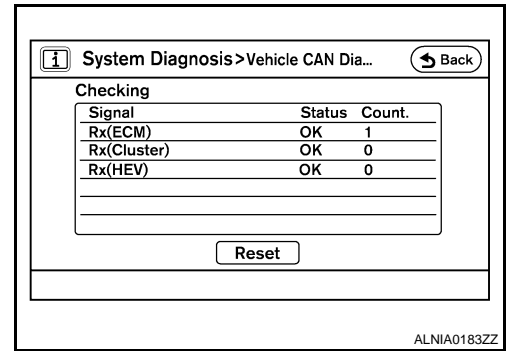 i System Diagnosis>Vehicle CAN Dia... Back
Checking
Signal Status Count.
Rx(ECM) OK 1
Rx(Cluster) OK 0
Rx(HEV) OK 0
Reset
ALNIA0183ZZ